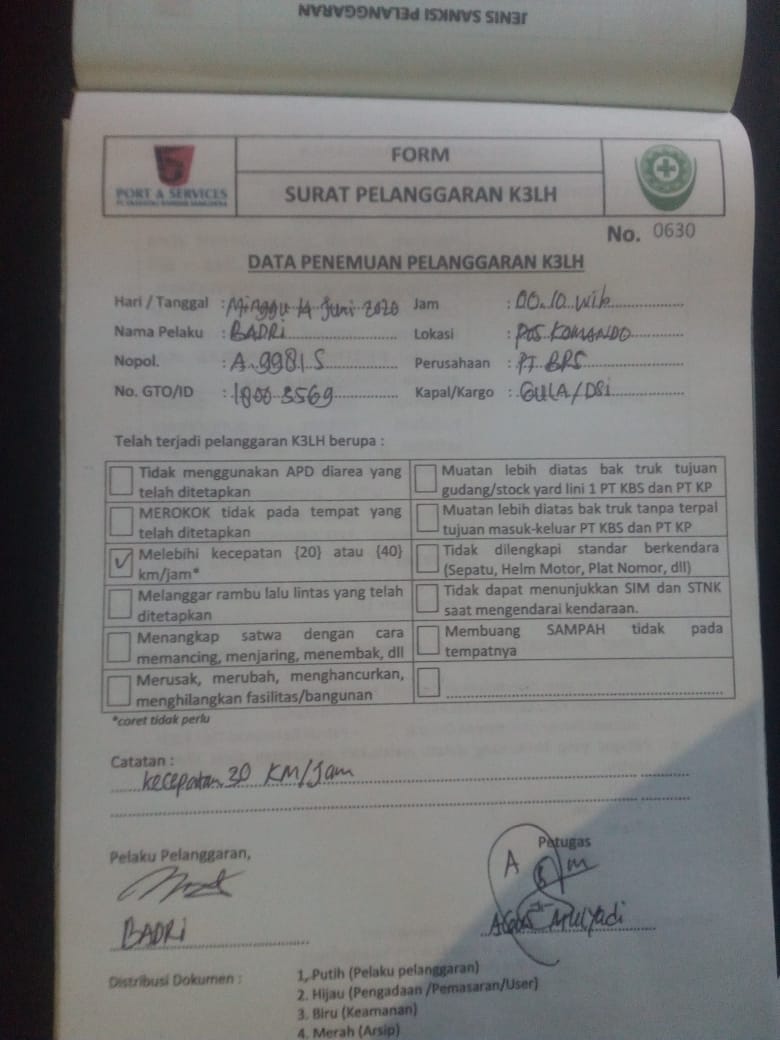 JENIS SANKSI PELANGGARAN
PORT & SERVICES
FORM
SURAT PELANGGARAN K3LH
No. 0630
DATA PENEMUAN PELANGGARAN K3LH
Hari / Tanggal : Minggu 14 Juni 2020 Jam : 00.10 wib
Nama Pelaku : BADRI Lokasi : POS KOMANDO
Nopol. : A 9981 S Perusahaan : PT BRS
No. GTO/ID : 1800 3569 Kapal/Kargo : GULA/DSI
Telah terjadi pelanggaran K3LH berupa :
Tidak menggunakan APD diarea yang telah ditetapkan
Muatan lebih diatas bak truk tujuan gudang/stock yard lini 1 PT KBS dan PT KP
MEROKOK tidak pada tempat yang telah ditetapkan
Muatan lebih diatas bak truk tanpa terpal tujuan masuk-keluar PT KBS dan PT KP
✓ Melebihi kecepatan {20} atau {40} km/jam*
Tidak dilengkapi standar berkendara (Sepatu, Helm Motor, Plat Nomor, dll)
Melanggar rambu lalu lintas yang telah ditetapkan
Tidak dapat menunjukkan SIM dan STNK saat mengendarai kendaraan.
Menangkap satwa dengan cara memancing, menjaring, menembak, dll
Membuang SAMPAH tidak pada tempatnya
Merusak, merubah, menghancurkan, menghilangkan fasilitas/bangunan
*coret tidak perlu
Catatan :
kecepatan 30 KM/Jam
Pelaku Pelanggaran, Petugas
BADRI Mulyadi
Distribusi Dokumen : 1. Putih (Pelaku pelanggaran)
2. Hijau (Pengadaan /Pemasaran/User)
3. Biru (Keamanan)
4. Merah (Arsip)